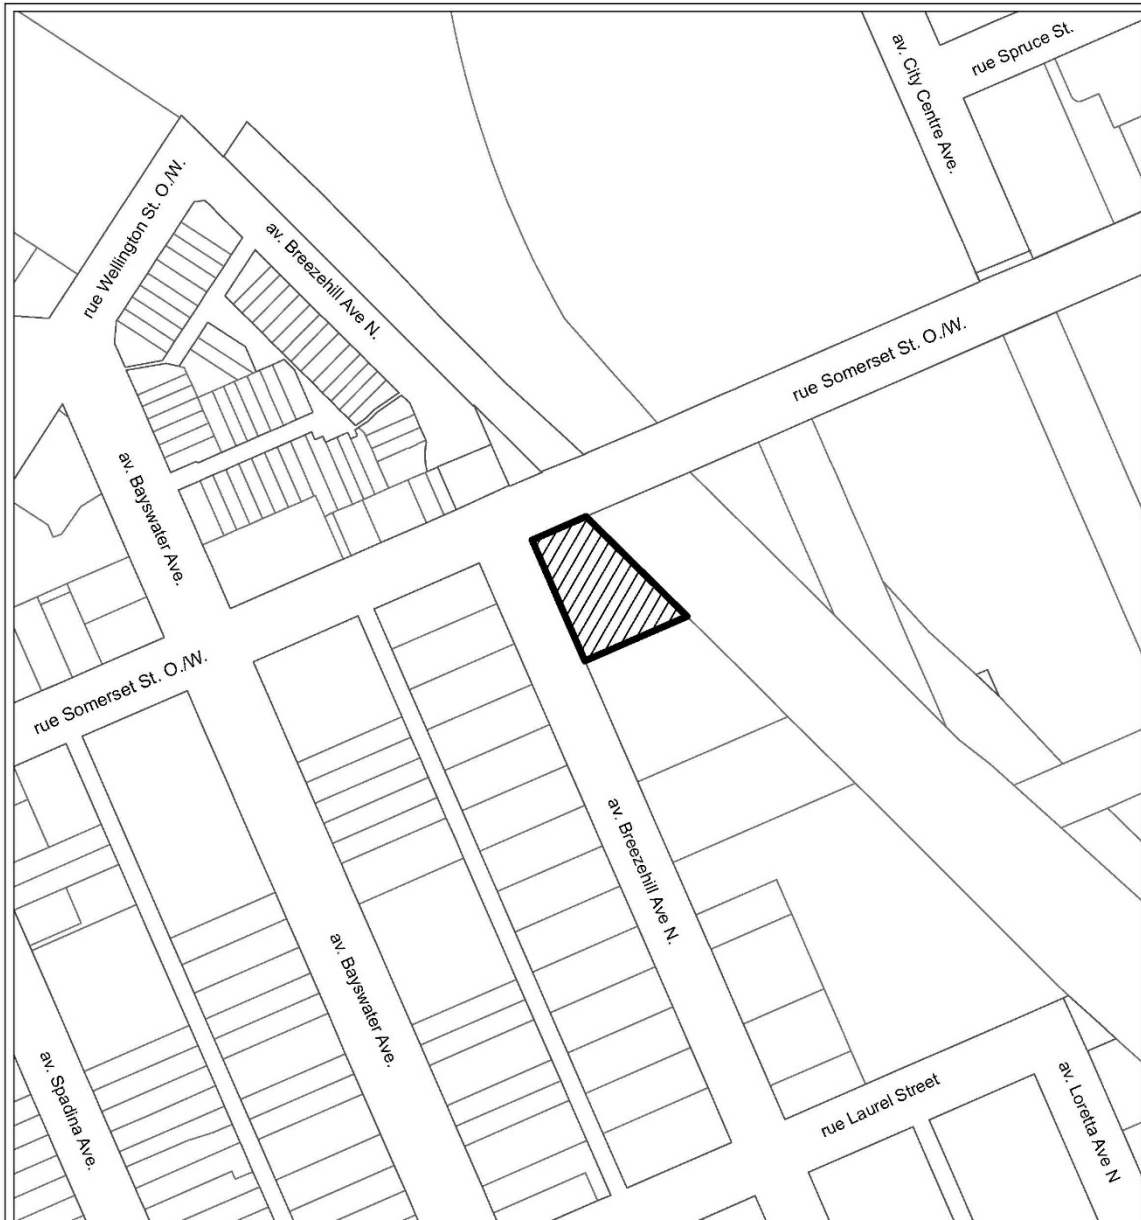 rue Spruce St.
av. City Centre Ave.
rue Wellington St. O./W.
av. Breezehill Ave N.
rue Somerset St. O./W.
av. Bayswater Ave.
rue Somerset St. O./W.
av. Breezehill Ave N.
av. Bayswater Ave.
av. Spadina Ave.
rue Laurel Street
av. Loretta Ave N